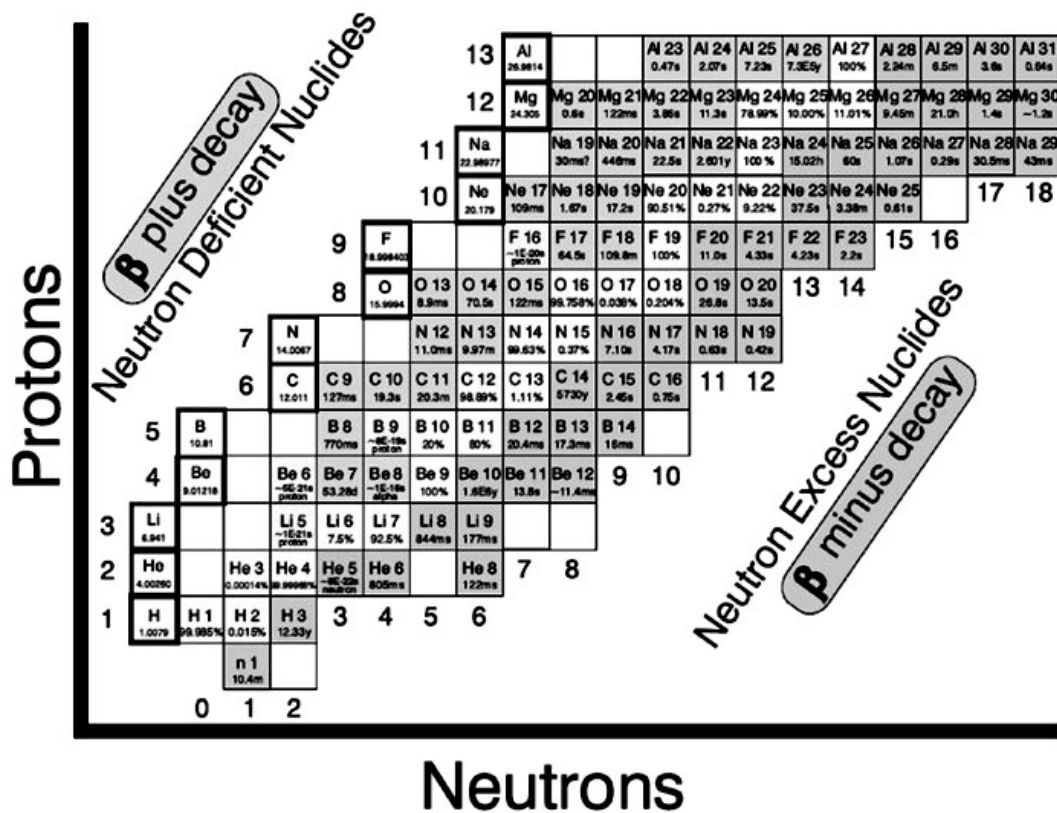 Protons
Neutrons
β plus decay
Neutron Deficient Nuclides
Neutron Excess Nuclides
β minus decay
13 Al Al 23 Al 24 Al 25 Al 26 Al 27 Al 28 Al 29 Al 30 Al 31
26.9814 0.47s 2.07s 7.23s 7.3E5y 100% 2.24m 6.5m 3.6s 0.64s
12 Mg Mg 20 Mg 21 Mg 22 Mg 23 Mg 24 Mg 25 Mg 26 Mg 27 Mg 28 Mg 29 Mg 30
24.305 0.6s 122ms 3.86s 11.3s 78.99% 10.00% 11.01% 9.45m 21.0h 1.4s ~1.2s
11 Na Na 19 Na 20 Na 21 Na 22 Na 23 Na 24 Na 25 Na 26 Na 27 Na 28 Na 29
22.98977 30ms? 446ms 22.5s 2.601y 100 % 15.02h 60s 1.07s 0.29s 30.5ms 43ms
10 Ne Ne 17 Ne 18 Ne 19 Ne 20 Ne 21 Ne 22 Ne 23 Ne 24 Ne 25 17 18
20.179 109ms 1.67s 17.2s 90.51% 0.27% 9.22% 37.5s 3.38m 0.61s
9 F F 16 F 17 F 18 F 19 F 20 F 21 F 22 F 23 15 16
18.998403 ~1E-20s 64.5s 109.8m 100% 11.0s 4.33s 4.23s 2.2s
proton
8 O O 13 O 14 O 15 O 16 O 17 O 18 O 19 O 20 13 14
15.9994 8.9ms 70.5s 122ms 99.758% 0.038% 0.204% 26.8s 13.5s
7 N N 12 N 13 N 14 N 15 N 16 N 17 N 18 N 19
14.0067 11.0ms 9.97m 99.63% 0.37% 7.10s 4.17s 0.63s 0.42s
6 C C 9 C 10 C 11 C 12 C 13 C 14 C 15 C 16 11 12
12.011 127ms 19.3s 20.3m 98.89% 1.11% 5730y 2.45s 0.75s
5 B B 8 B 9 B 10 B 11 B 12 B 13 B 14
10.81 770ms ~8E-19s 20% 80% 20.4ms 17.3ms 16ms
proton
4 Be Be 6 Be 7 Be 8 Be 9 Be 10 Be 11 Be 12 9 10
9.01218 53.28d ~1E-16s 100% 1.6E6y 13.8s ~11.4ms
proton alpha
3 Li Li 5 Li 6 Li 7 Li 8 Li 9
6.941 ~1E-21s 7.5% 92.5% 844ms 177ms
proton
2 He He 3 He 4 He 5 He 6 He 8 7 8
4.00260 0.00014% 805ms 122ms
neutron
1 H H 1 H 2 H 3 3 4 5 6
1.0079 99.985% 0.015% 12.33y
n 1
10.4m
0 1 2